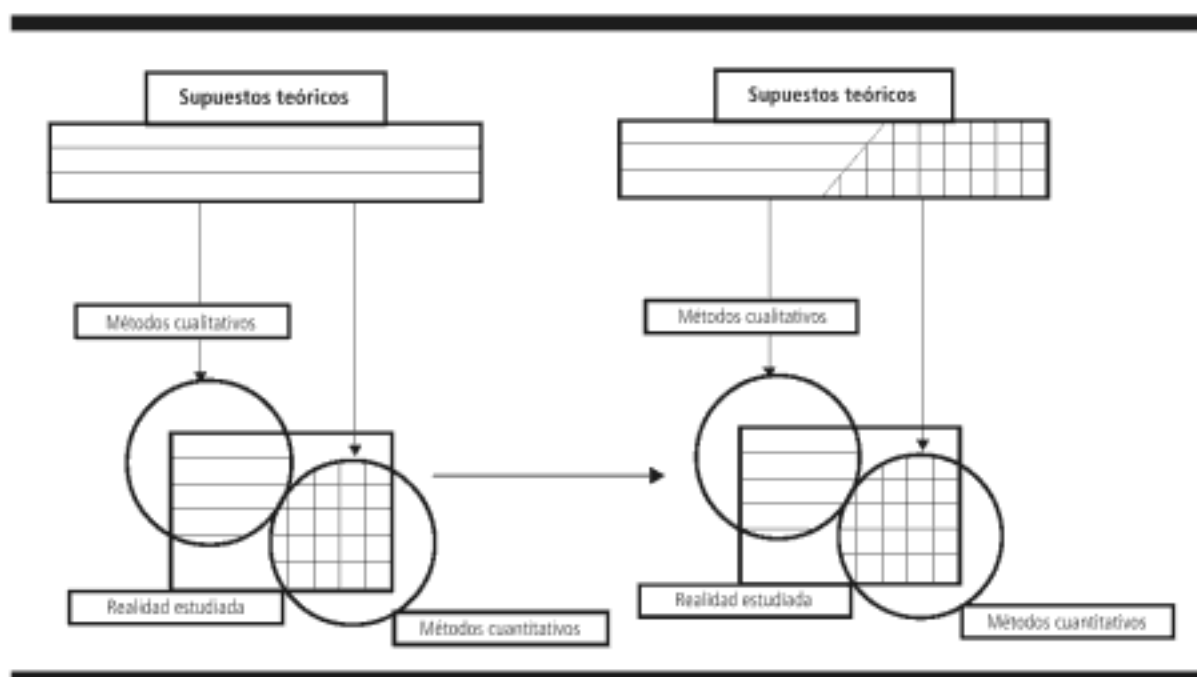 Supuestos teóricos
Supuestos teóricos
Métodos cualitativos
Métodos cualitativos
Realidad estudiada
Realidad estudiada
Métodos cuantitativos
Métodos cuantitativos